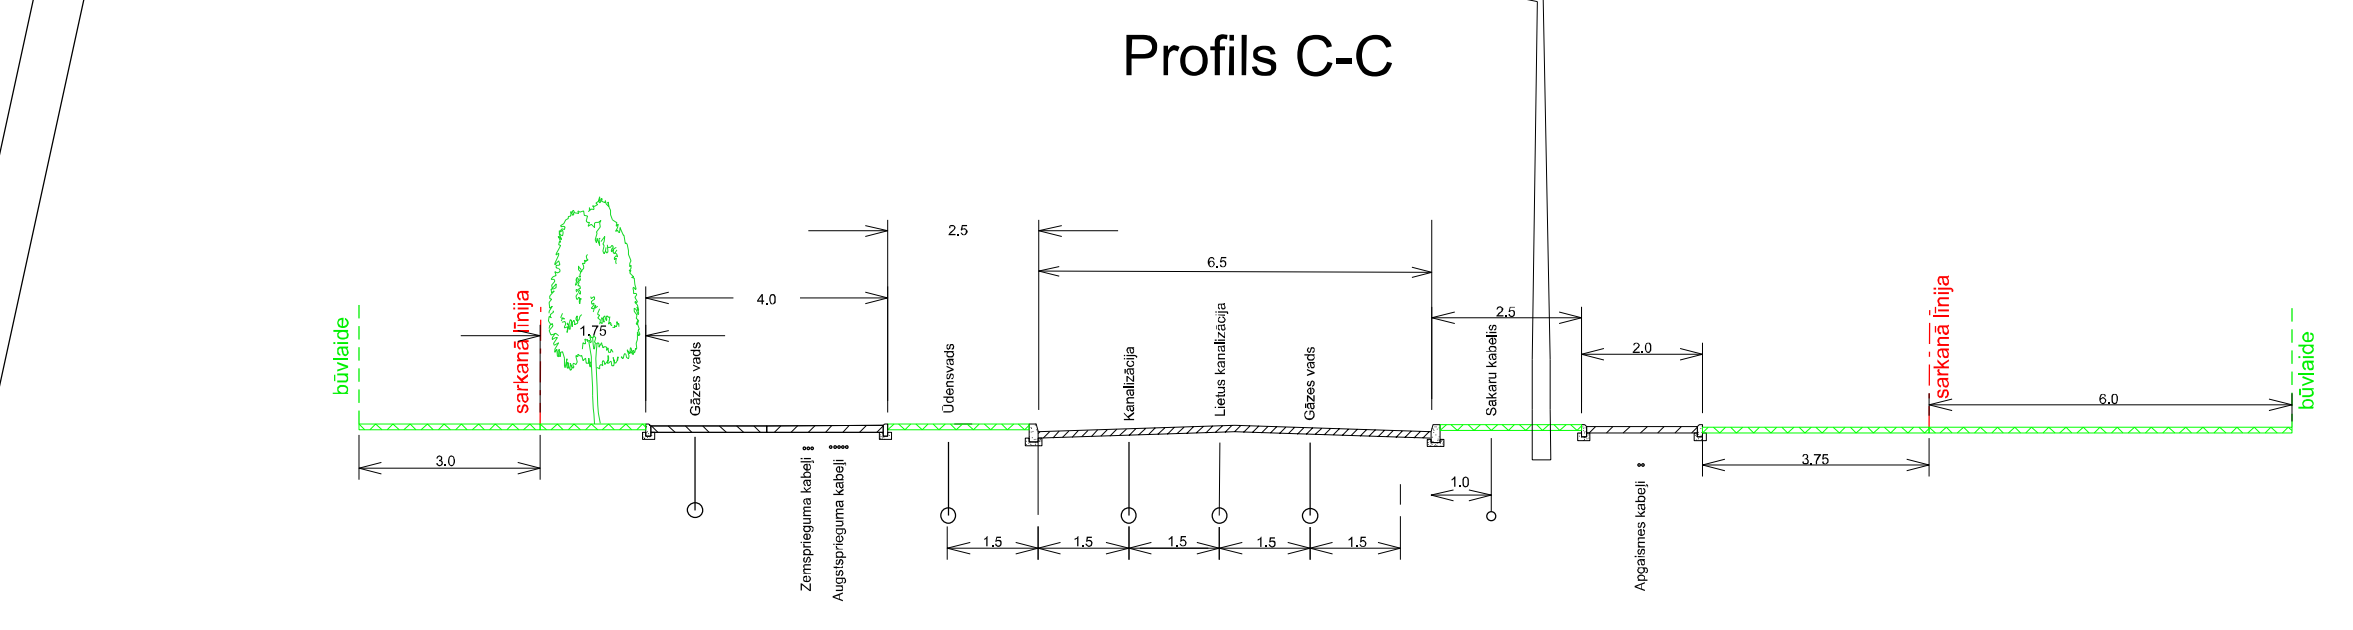 Profils C-C
2.5
6.5
4.0
2.5
1.75
2.0
6.0
būvlaide
sarkanā līnija
Gāzes vads
Ūdensvads
Kanalizācija
Lietus kanalizācija
Gāzes vads
Sakaru kabelis
sarkanā līnija
būvlaide
3.0
3.75
1.0
Zemsprieguma kabeļi
Augstsprieguma kabeļi
Apgaismes kabeļi
1.5
1.5
1.5
1.5
1.5